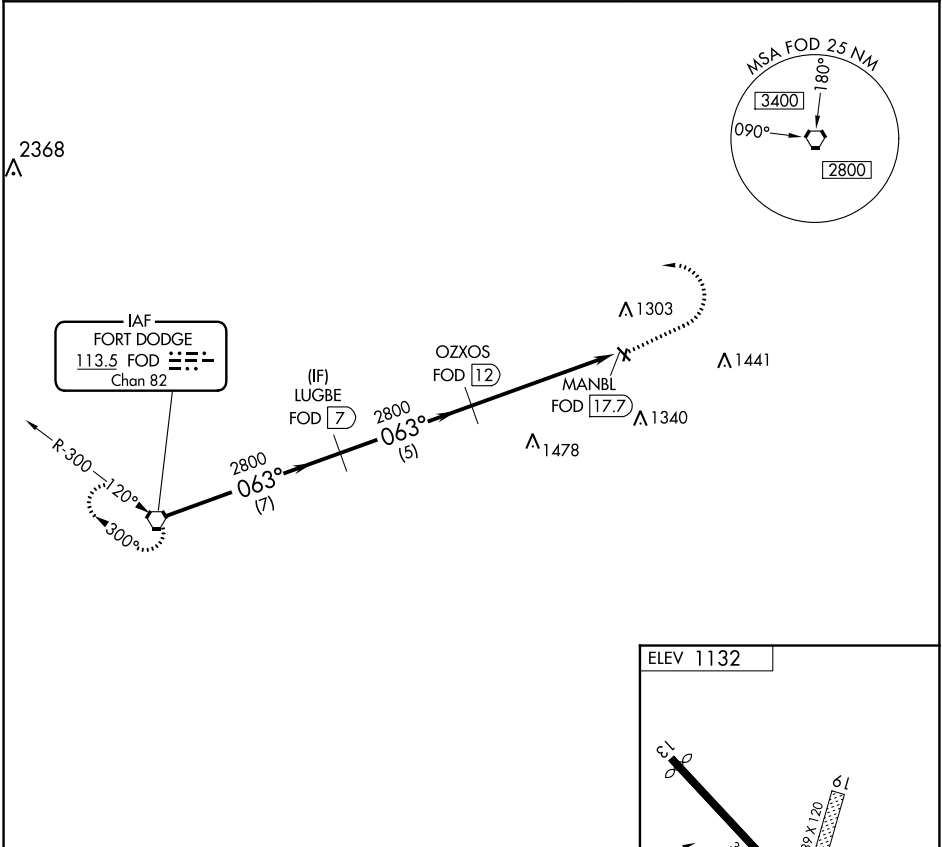 MSA FOD 25 NM
180°
3400
090°
2800
2368
IAF
FORT DODGE
113.5 FOD
Chan 82
(IF)
LUGBE
FOD 7
OZXOS
FOD 12
MANBL
FOD 17.7
1303
1441
1340
1478
2800
063°
(7)
2800
063°
(5)
R-300
120°
300°
ELEV 1132
13
19